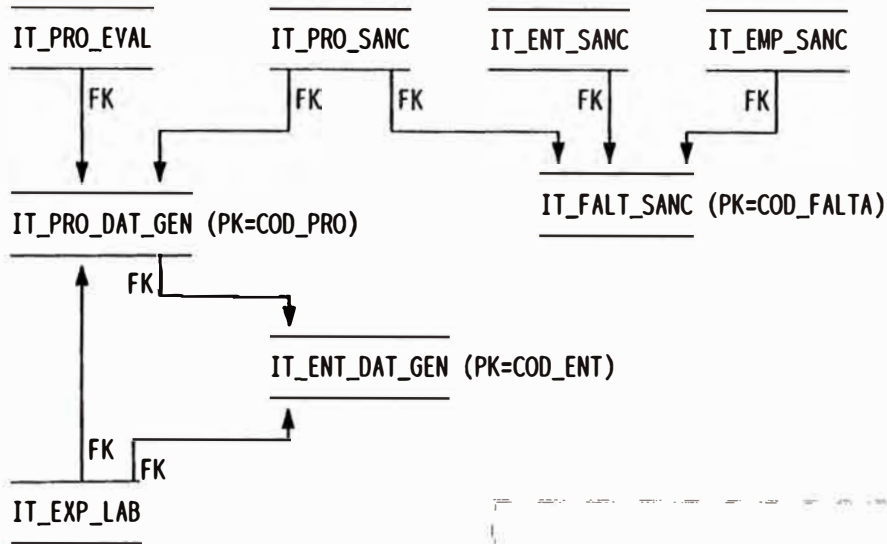 IT_PRO_EVAL IT_PRO_SANC IT_ENT_SANC IT_EMP_SANC
FK FK FK FK FK
IT_PRO_DAT_GEN (PK=COD_PRO) IT_FALT_SANC (PK=COD_FALTA)
FK
IT_ENT_DAT_GEN (PK=COD_ENT)
FK
FK
IT_EXP_LAB